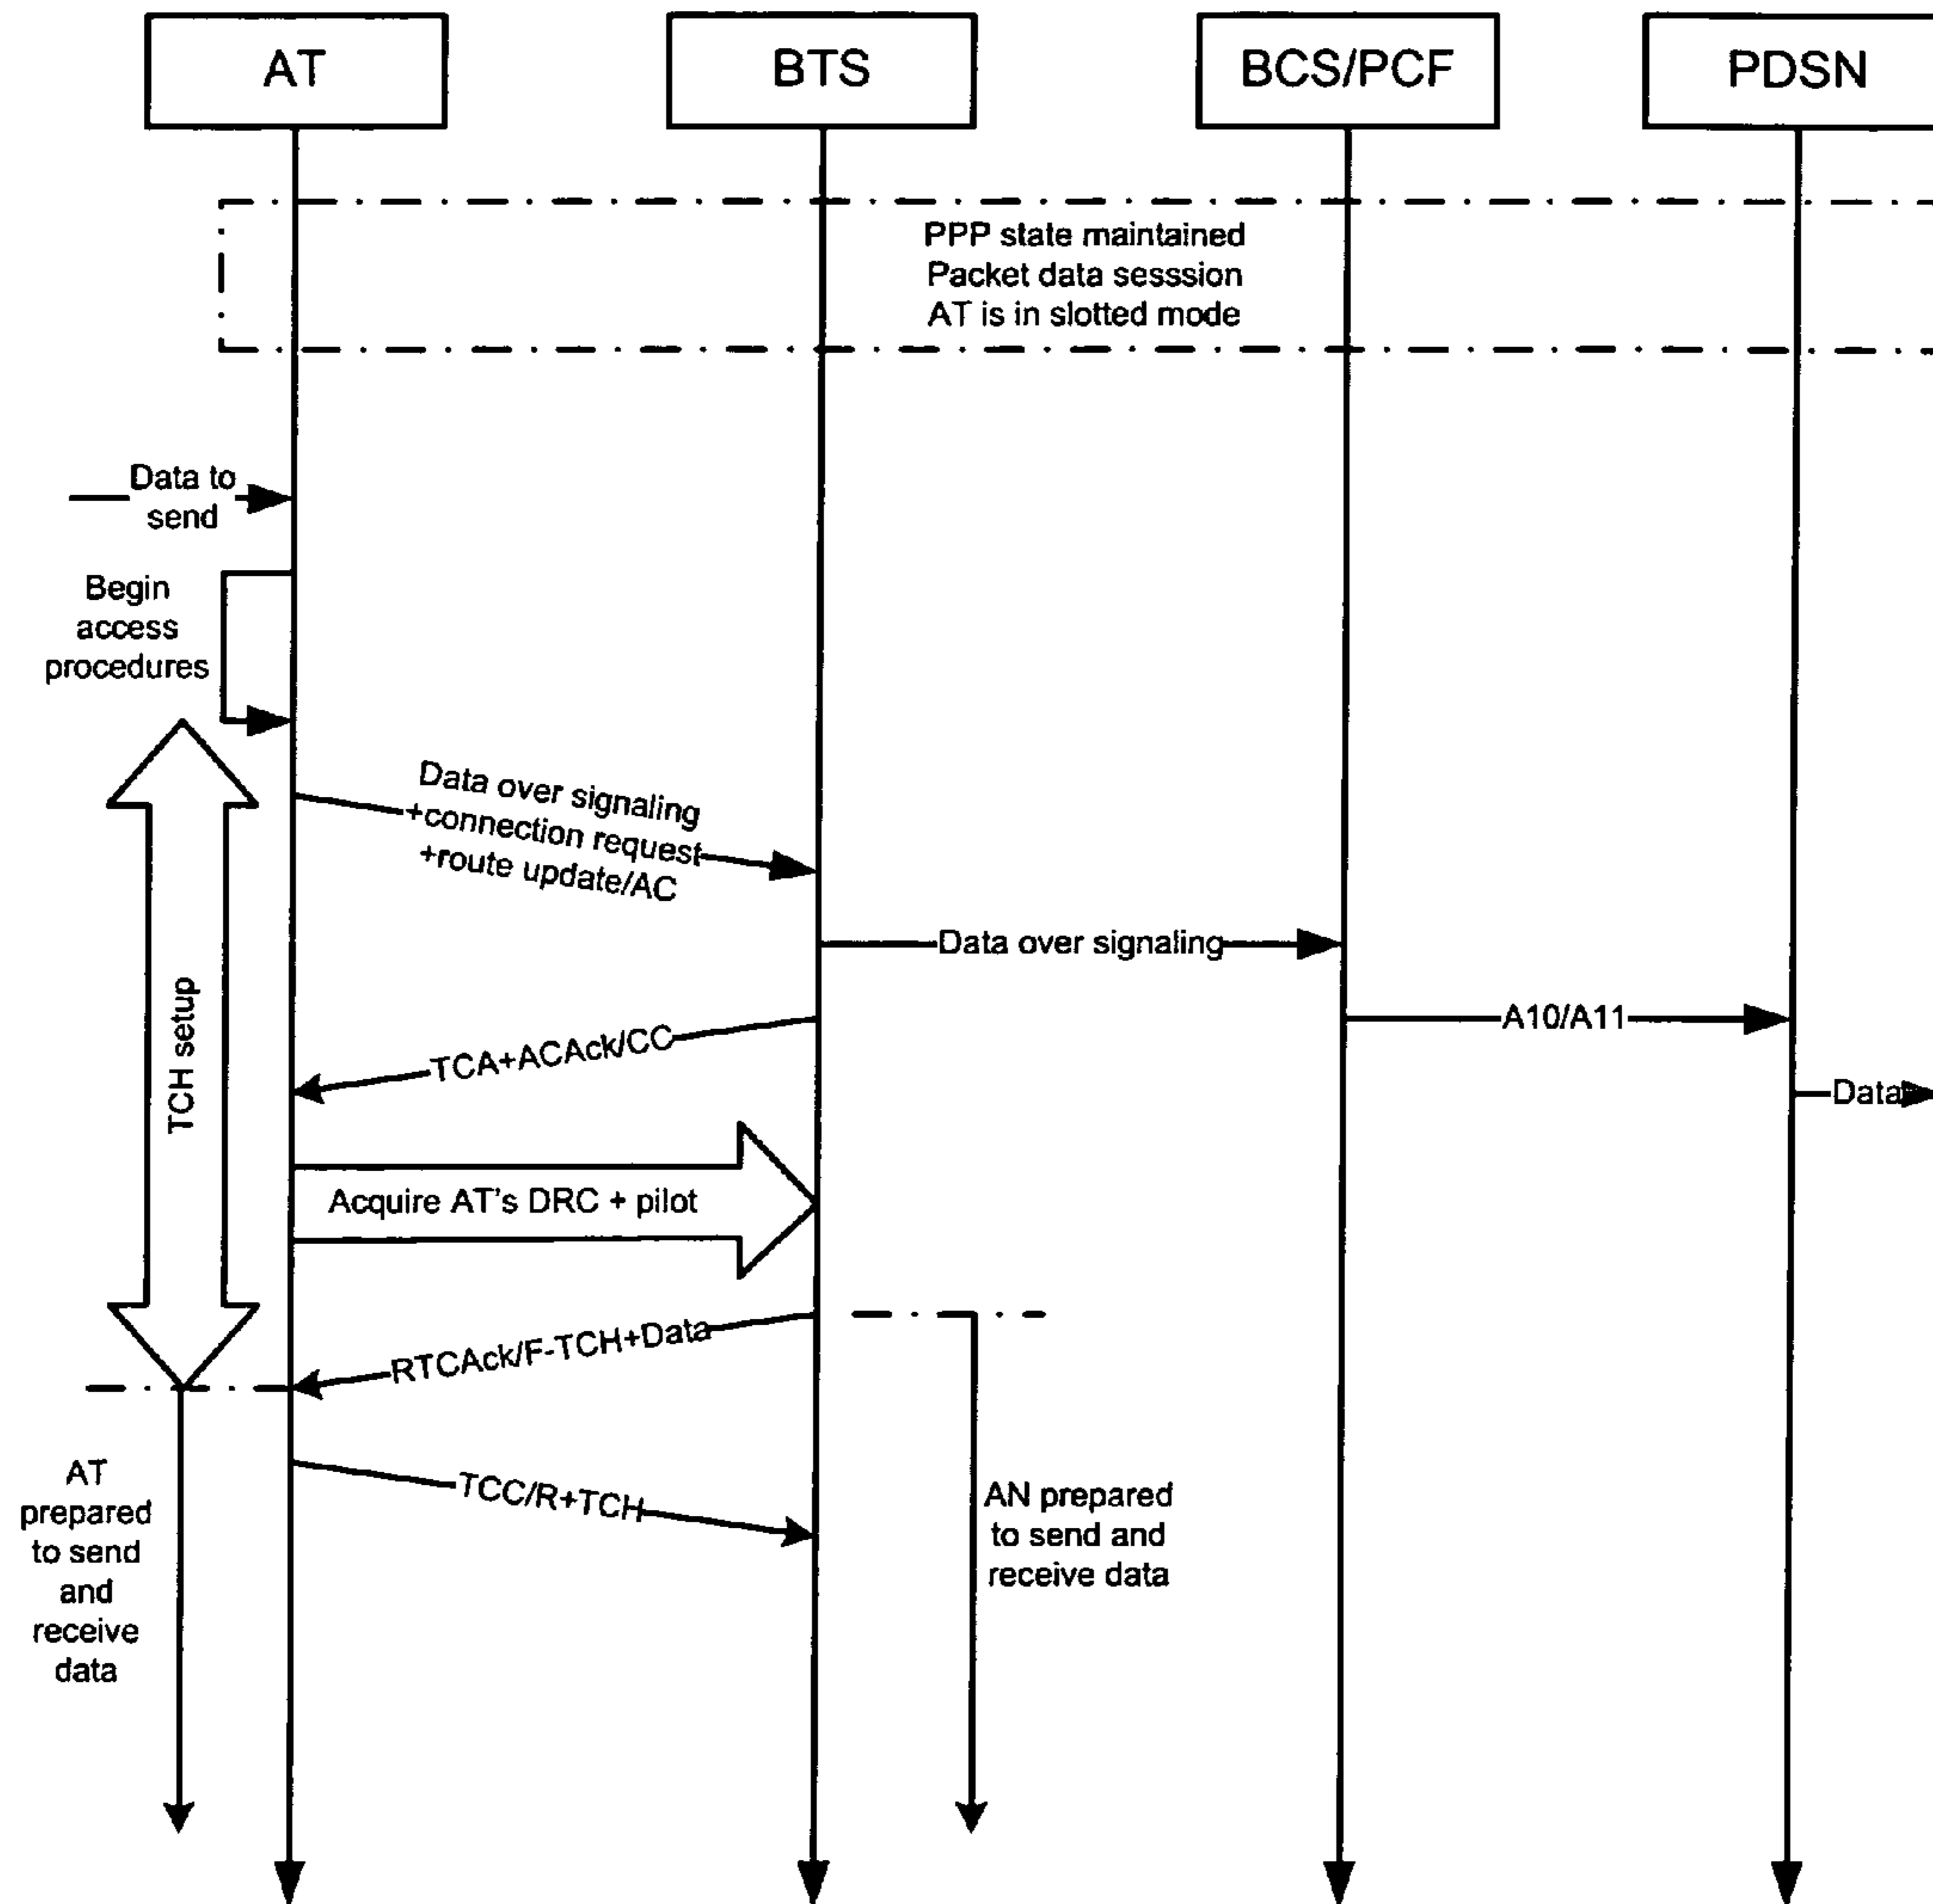 AT
BTS
BCS/PCF
PDSN
PPP state maintained
Packet data sesssion
AT is in slotted mode
Data to
send
Begin
access
procedures
Data over signaling
+connection request
+route update/AC
Data over signaling
A10/A11
TCA+ACAck/CC
Data
TCH setup
Acquire AT's DRC + pilot
RTCAck/F-TCH+Data
TCC/R+TCH
AT
prepared
to send
and
receive
data
AN prepared
to send and
receive data